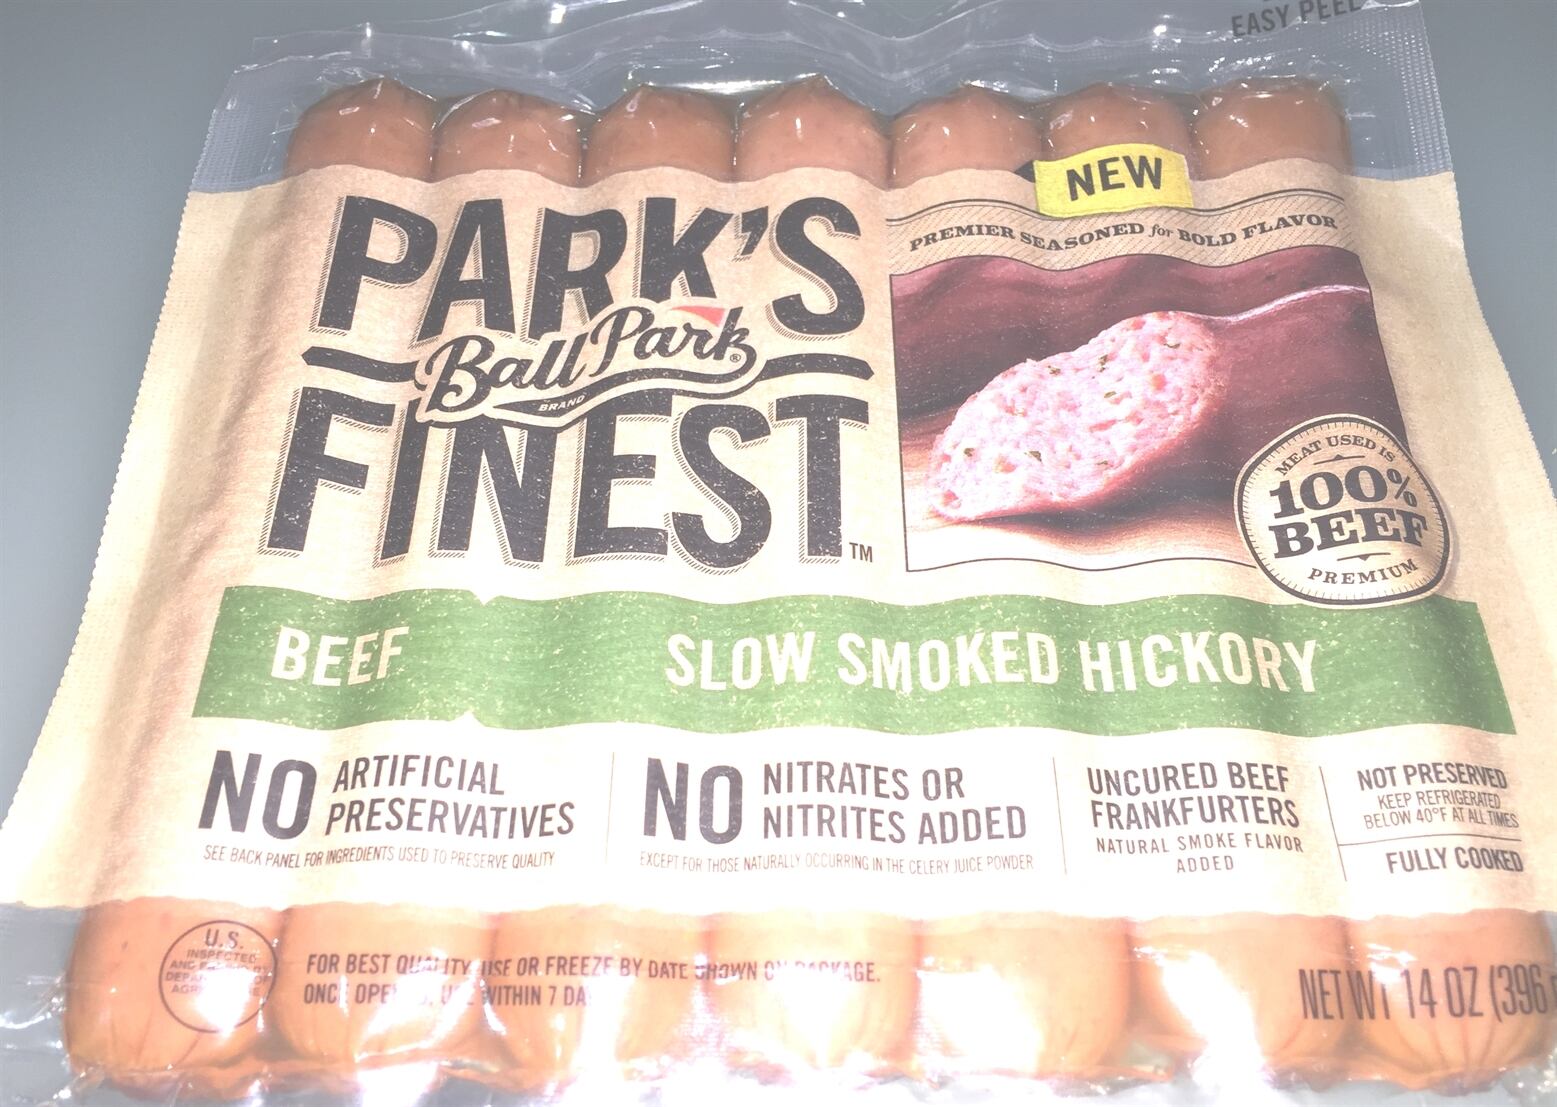 EASY PEEL
NEW
PREMIER SEASONED for BOLD FLAVOR
PARK'S
Ball Park®
BRAND
FINEST™
MEAT USED IS
100%
BEEF
PREMIUM
BEEF
SLOW SMOKED HICKORY
NO ARTIFICIAL
PRESERVATIVES
SEE BACK PANEL FOR INGREDIENTS USED TO PRESERVE QUALITY
NO NITRATES OR
NITRITES ADDED
EXCEPT FOR THOSE NATURALLY OCCURRING IN THE CELERY JUICE POWDER
UNCURED BEEF
FRANKFURTERS
NATURAL SMOKE FLAVOR
ADDED
NOT PRESERVED
KEEP REFRIGERATED
BELOW 40°F AT ALL TIMES
FULLY COOKED
U.S.
INSPECTED
FOR BEST QUALITY USE OR FREEZE BY DATE SHOWN ON PACKAGE.
WITHIN 7
NET WT 14 OZ (396